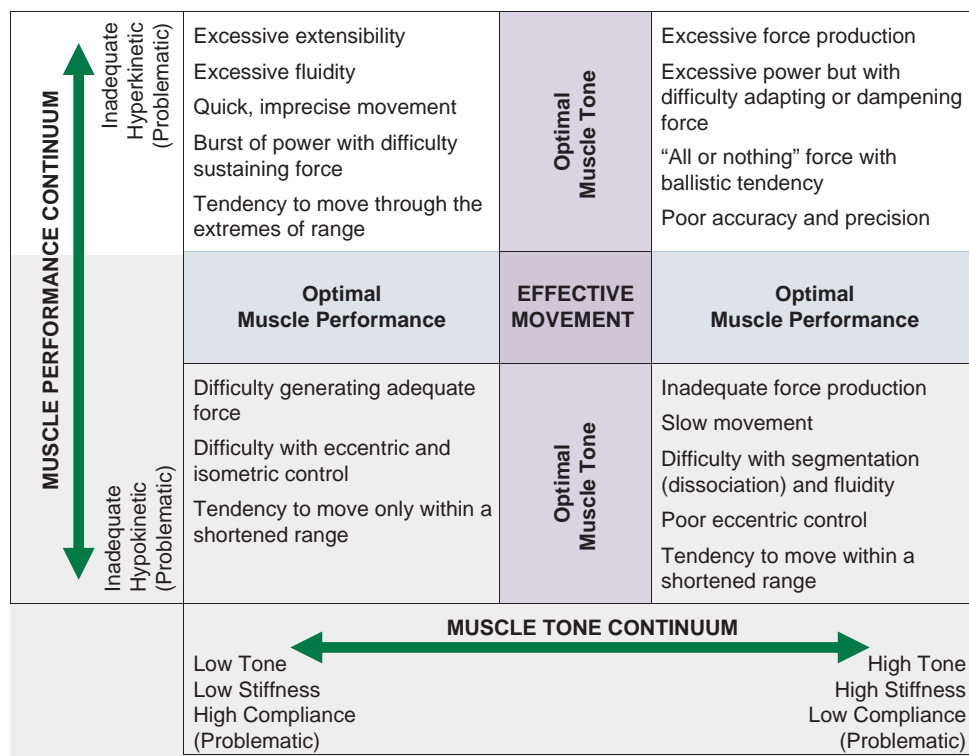 MUSCLE PERFORMANCE CONTINUUM
Inadequate
Hyperkinetic
(Problematic)
Excessive extensibility
Excessive fluidity
Quick, imprecise movement
Burst of power with difficulty
sustaining force
Tendency to move through the
extremes of range
Optimal
Muscle Tone
Excessive force production
Excessive power but with
difficulty adapting or dampening
force
“All or nothing” force with
ballistic tendency
Poor accuracy and precision
Optimal
Muscle Performance
EFFECTIVE
MOVEMENT
Optimal
Muscle Performance
Inadequate
Hypokinetic
(Problematic)
Difficulty generating adequate
force
Difficulty with eccentric and
isometric control
Tendency to move only within a
shortened range
Optimal
Muscle Tone
Inadequate force production
Slow movement
Difficulty with segmentation
(dissociation) and fluidity
Poor eccentric control
Tendency to move within a
shortened range
MUSCLE TONE CONTINUUM
Low Tone
Low Stiffness
High Compliance
(Problematic)
High Tone
High Stiffness
Low Compliance
(Problematic)